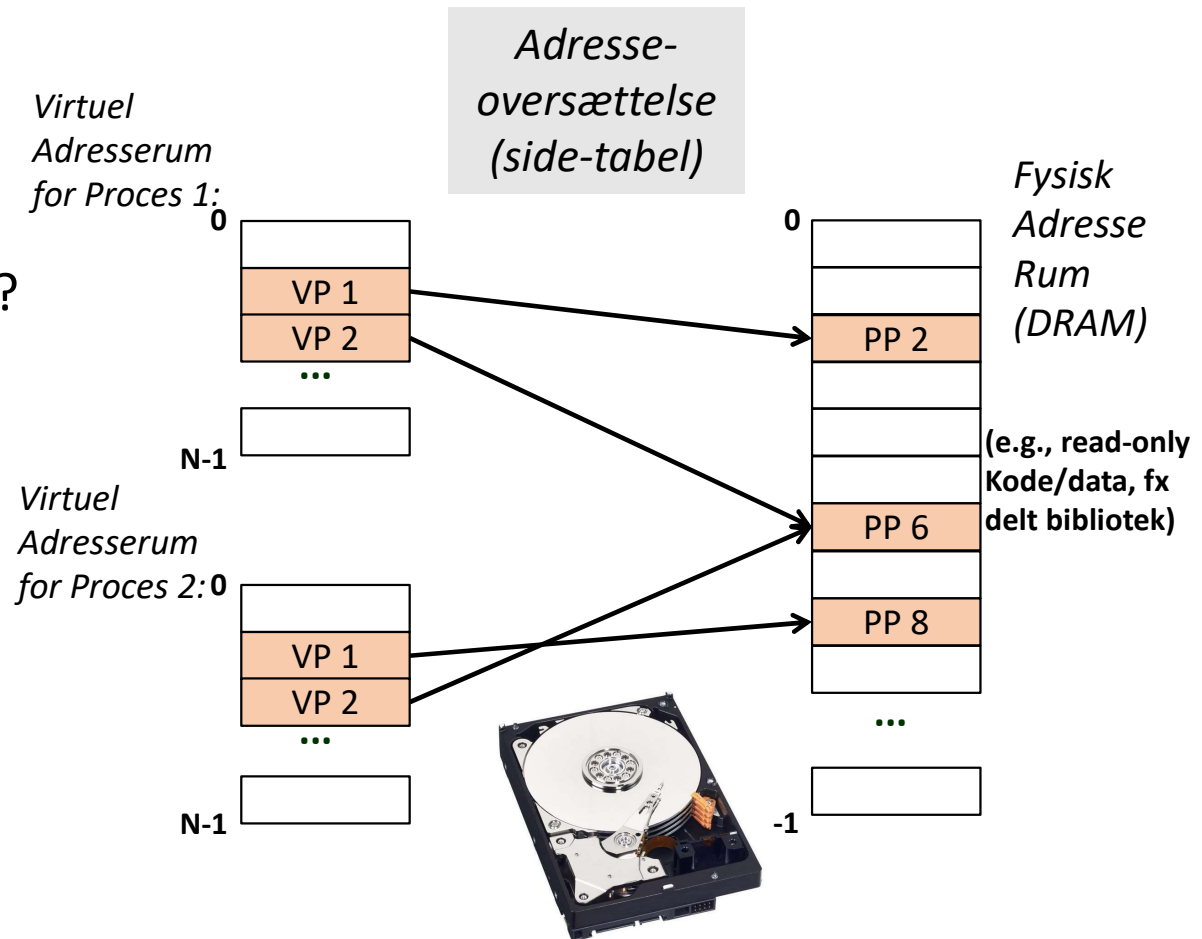 Adresse-
oversættelse
(side-tabel)
Virtuel
Adresserum
for Proces 1:
0
?
VP 1
VP 2
...
N-1
Virtuel
Adresserum
for Proces 2:
0
VP 1
VP 2
...
N-1
0
Fysisk
Adresse
Rum
(DRAM)
PP 2
(e.g., read-only
Kode/data, fx
delt bibliotek)
PP 6
PP 8
...
-1